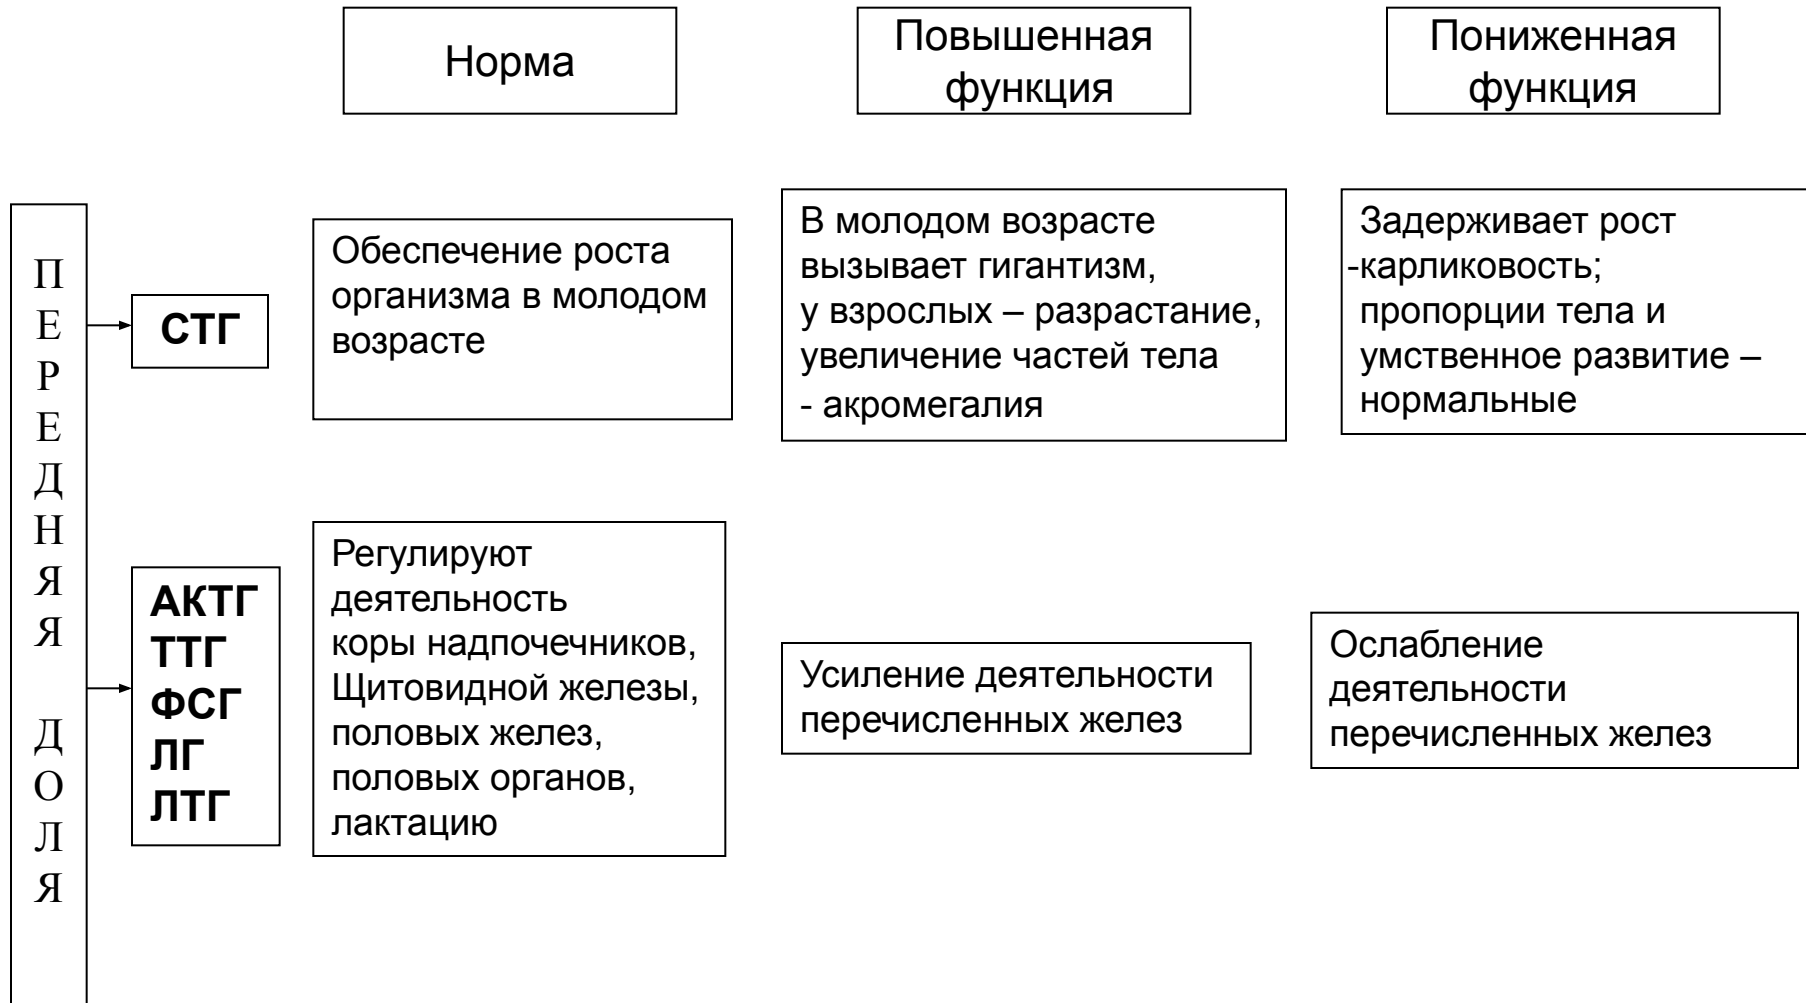 Норма
Повышенная
функция
Пониженная
функция
ПЕРЕДНЯЯ ДОЛЯ
СТГ
Обеспечение роста
организма в молодом
возрасте
В молодом возрасте
вызывает гигантизм,
у взрослых – разрастание,
увеличение частей тела
- акромегалия
Задерживает рост
-карликовость;
пропорции тела и
умственное развитие –
нормальные
АКТГ
ТТГ
ФСГ
ЛГ
ЛТГ
Регулируют
деятельность
коры надпочечников,
Щитовидной железы,
половых желез,
половых органов,
лактацию
Усиление деятельности
перечисленных желез
Ослабление
деятельности
перечисленных желез